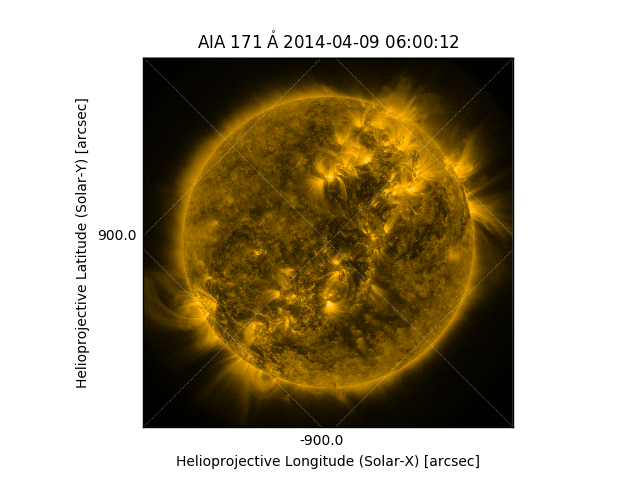 AIA 171 Å 2014-04-09 06:00:12
Helioprojective Latitude (Solar-Y) [arcsec]
900.0
-900.0
Helioprojective Longitude (Solar-X) [arcsec]